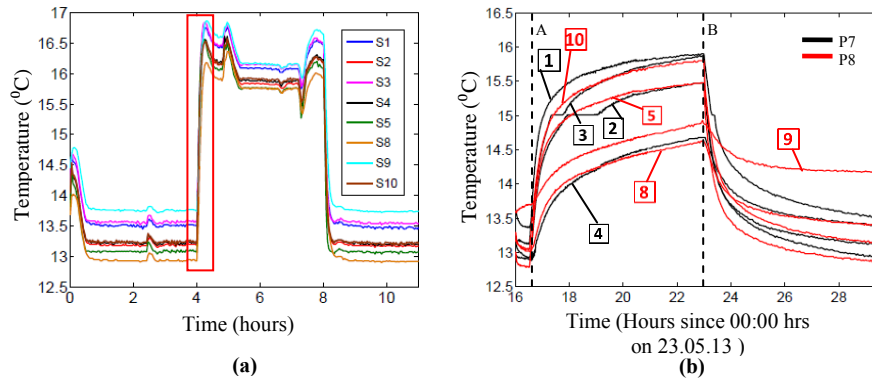 17
16.5
16
15.5
15
14.5
14
13.5
13
12.5
Temperature (⁰C)
0 2 4 6 8 10
Time (hours)
S1
S2
S3
S4
S5
S8
S9
S10
(a)
16.5
16
15.5
15
14.5
14
13.5
13
12.5
Temperature (⁰C)
A
B
P7
P8
1
10
3
2
5
9
8
4
16 18 20 22 24 26 28
Time (Hours since 00:00 hrs
on 23.05.13 )
(b)